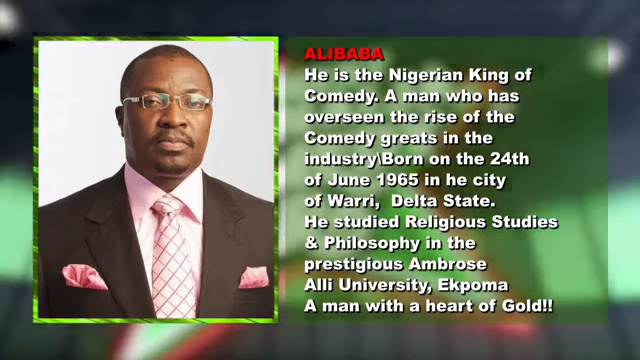 ALIBABA
He is the Nigerian King of
Comedy. A man who has
overseen the rise of the
Comedy greats in the
industry\Born on the 24th
of June 1965 in he city
of Warri, Delta State.
He studied Religious Studies
& Philosophy in the
prestigious Ambrose
Alli University, Ekpoma
A man with a heart of Gold!!